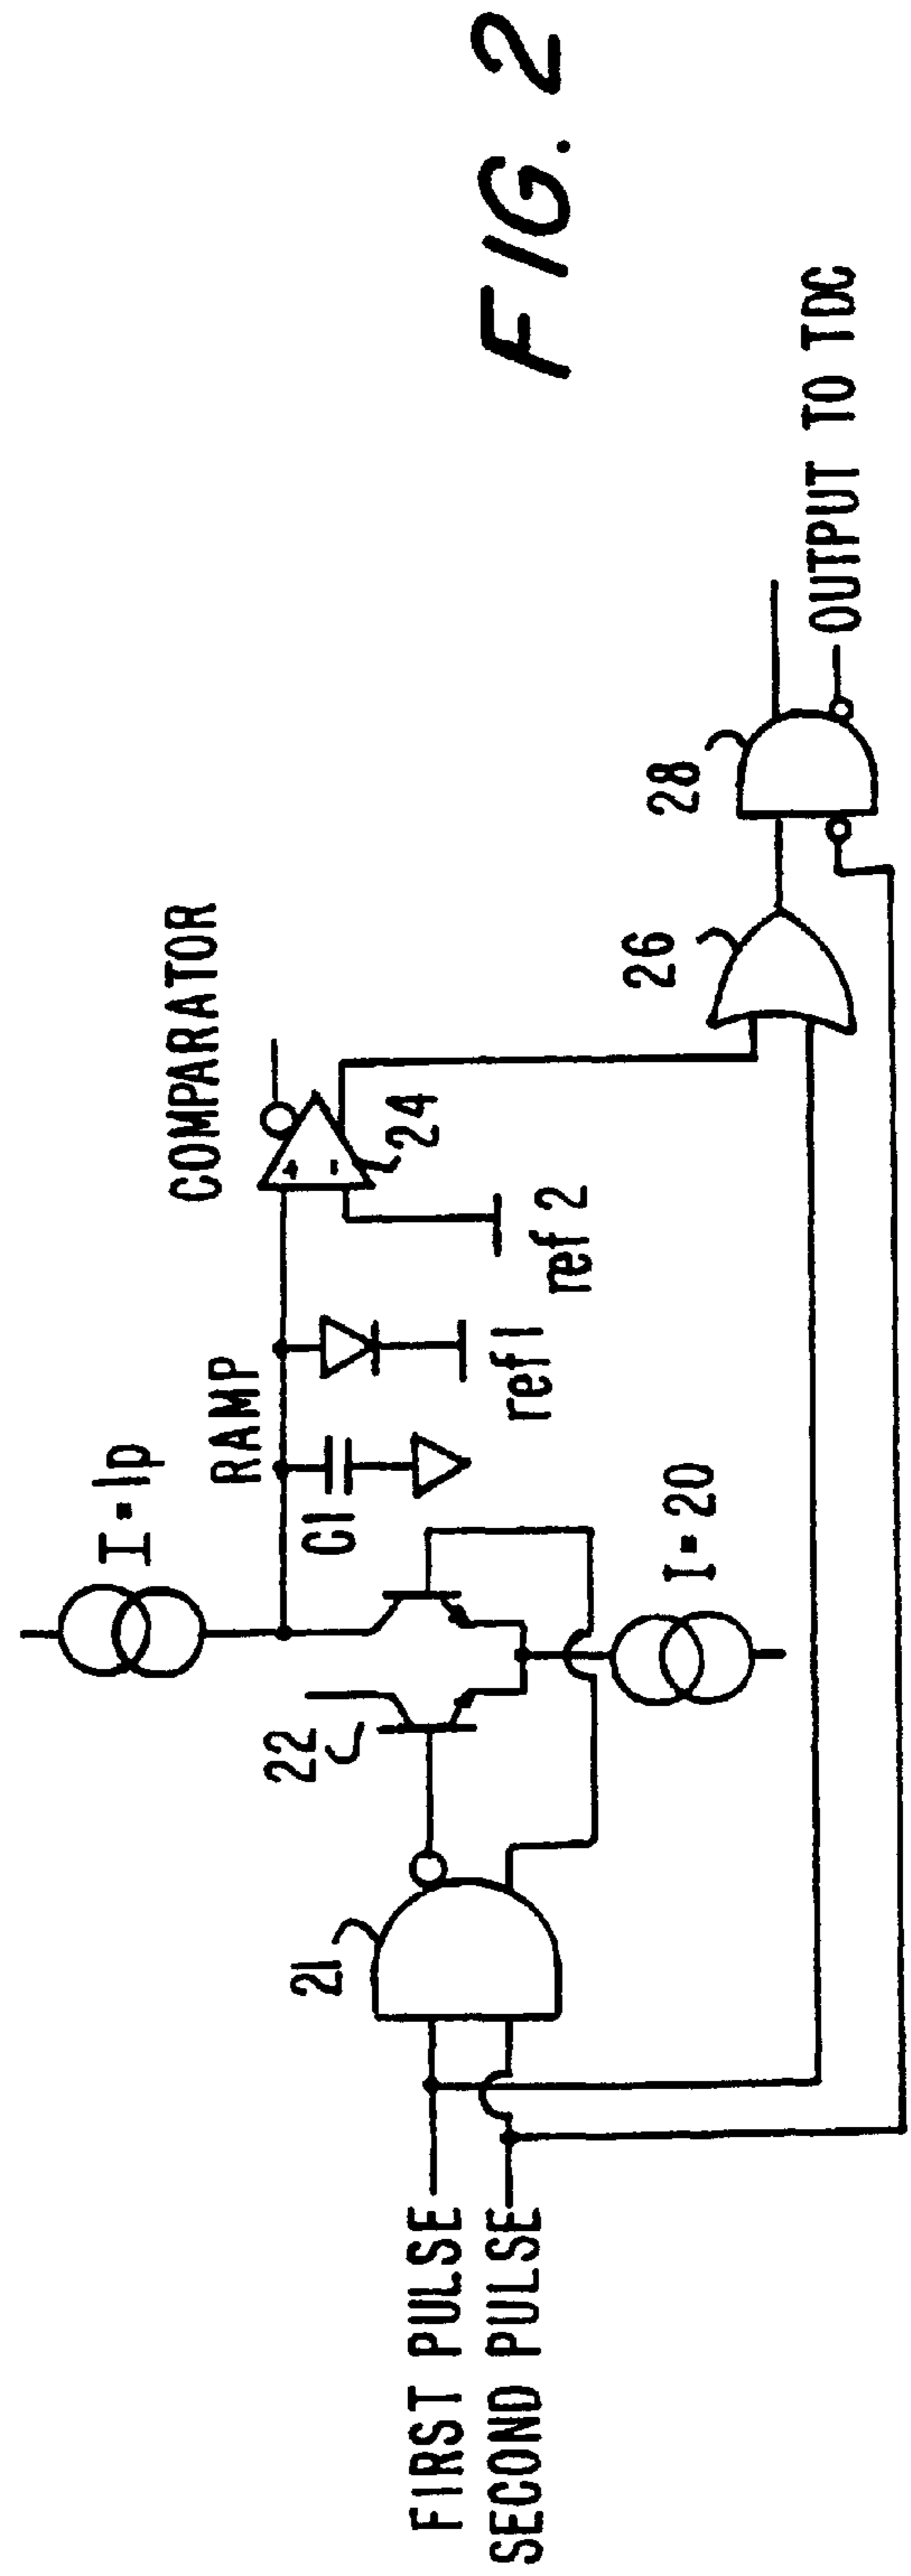 FIG. 2
I = Ip
RAMP
COMPARATOR
C1
ref1
ref 2
22
24
21
I = 20
FIRST PULSE
SECOND PULSE
26
28
OUTPUT TO TDC
+
-